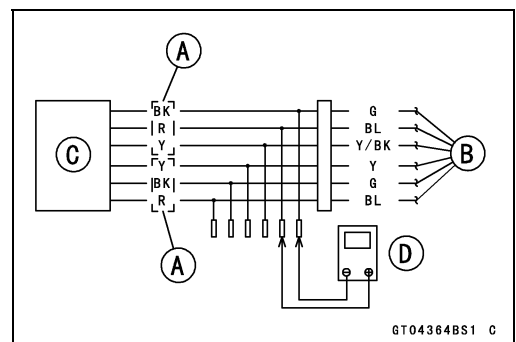 A
BK G
R BL
C Y Y/BK B
Y Y
BK G
R BL
A
D
GT04364BS1 C